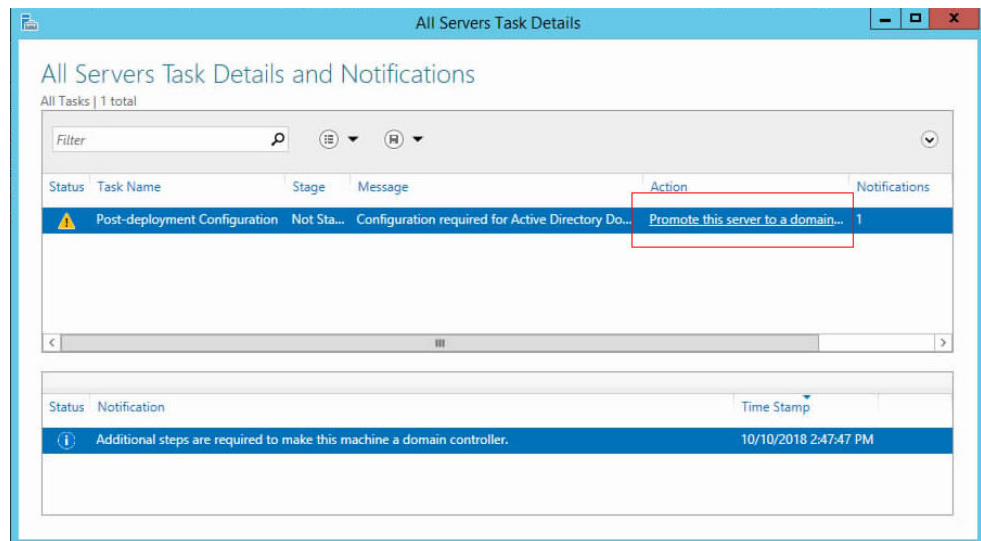 All Servers Task Details
x
All Servers Task Details and Notifications
All Tasks | 1 total
Filter
Status Task Name Stage Message Action Notifications
Post-deployment Configuration Not Sta... Configuration required for Active Directory Do... Promote this server to a domain... 1
Status Notification Time Stamp
Additional steps are required to make this machine a domain controller. 10/10/2018 2:47:47 PM